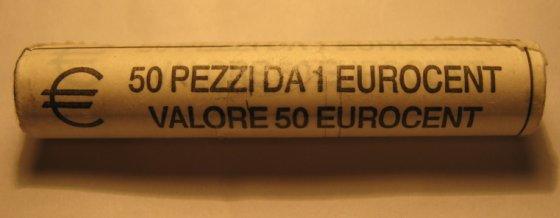 € 50 PEZZI DA 1 EUROCENT
VALORE 50 EUROCENT